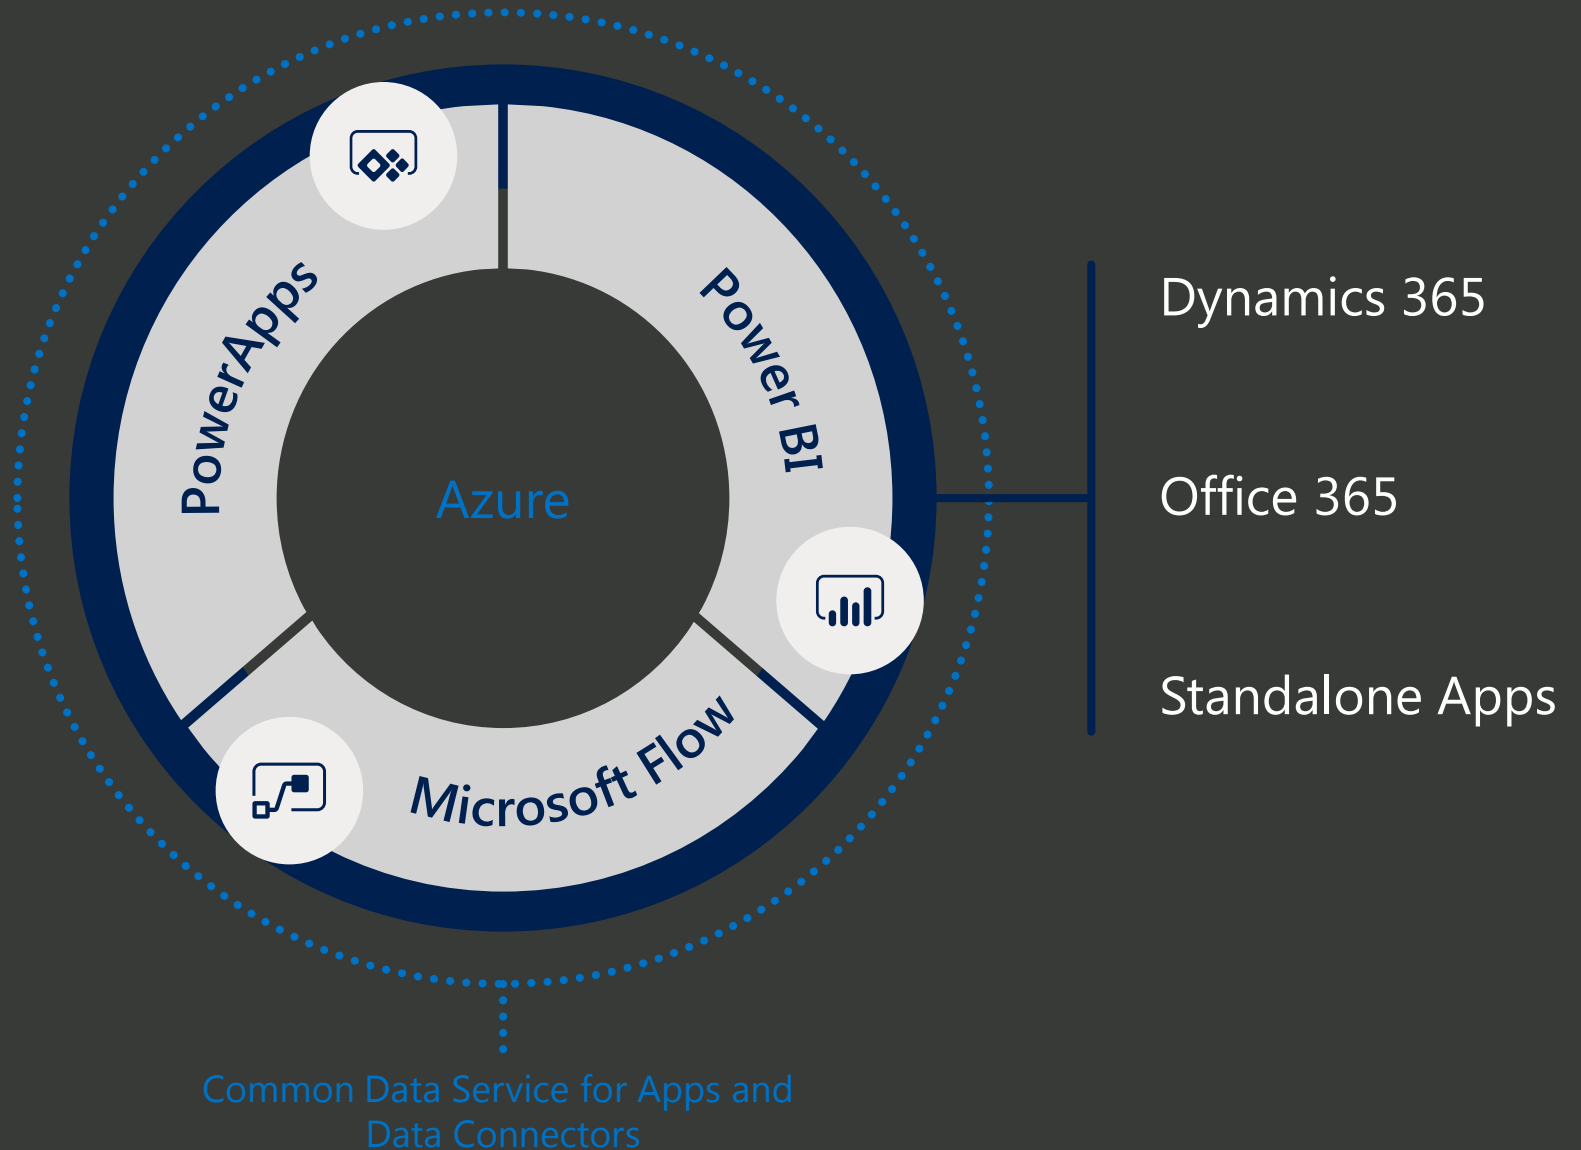 PowerApps
Power BI
Azure
Microsoft Flow
Dynamics 365
Office 365
Standalone Apps
Common Data Service for Apps and
Data Connectors